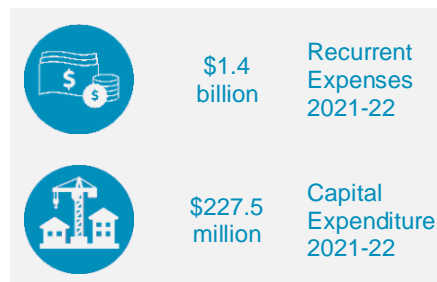 $
$
$1.4
billion
Recurrent
Expenses
2021-22
$227.5
million
Capital
Expenditure
2021-22